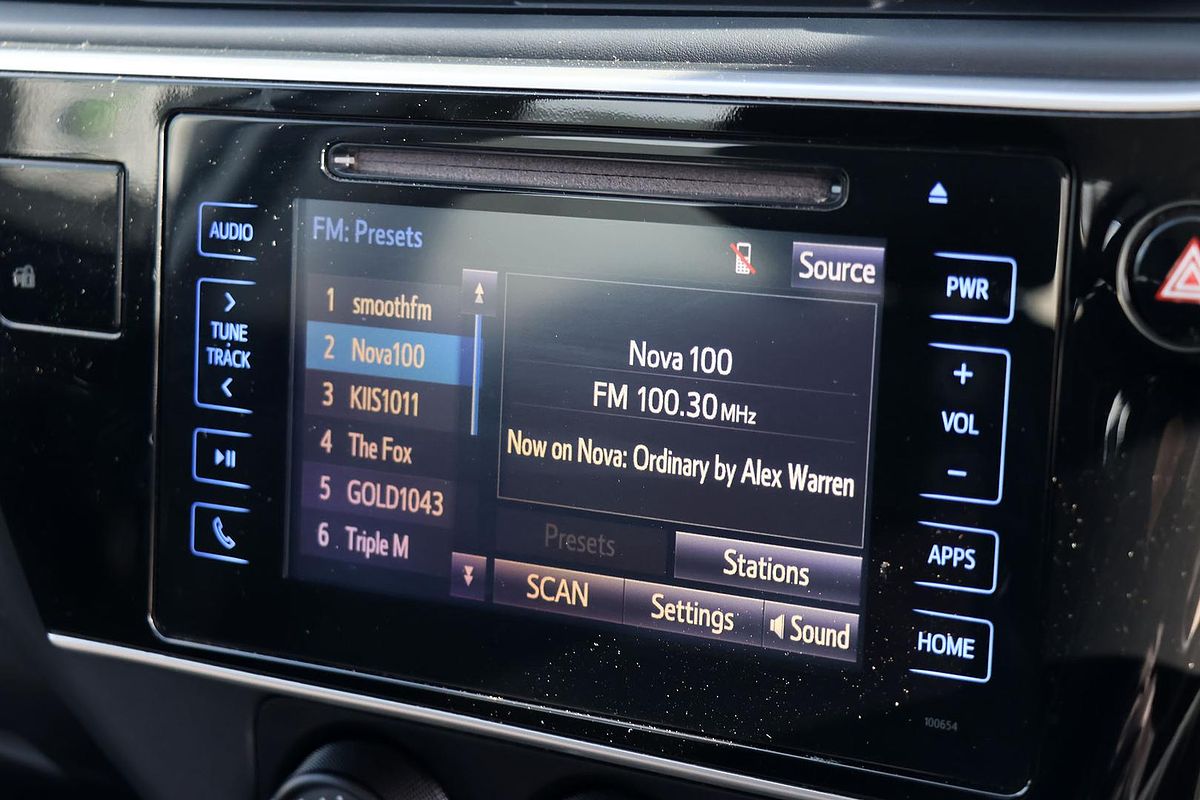 AUDIO
TUNE
TRACK
FM: Presets
Source
1 smoothfm
2 Nova100
3 KIIS1011
4 The Fox
5 GOLD1043
6 Triple M
Nova 100
FM 100.30 MHz
Now on Nova: Ordinary by Alex Warren
Presets
Stations
SCAN
Settings
Sound
PWR
+
VOL
-
APPS
HOME
100654